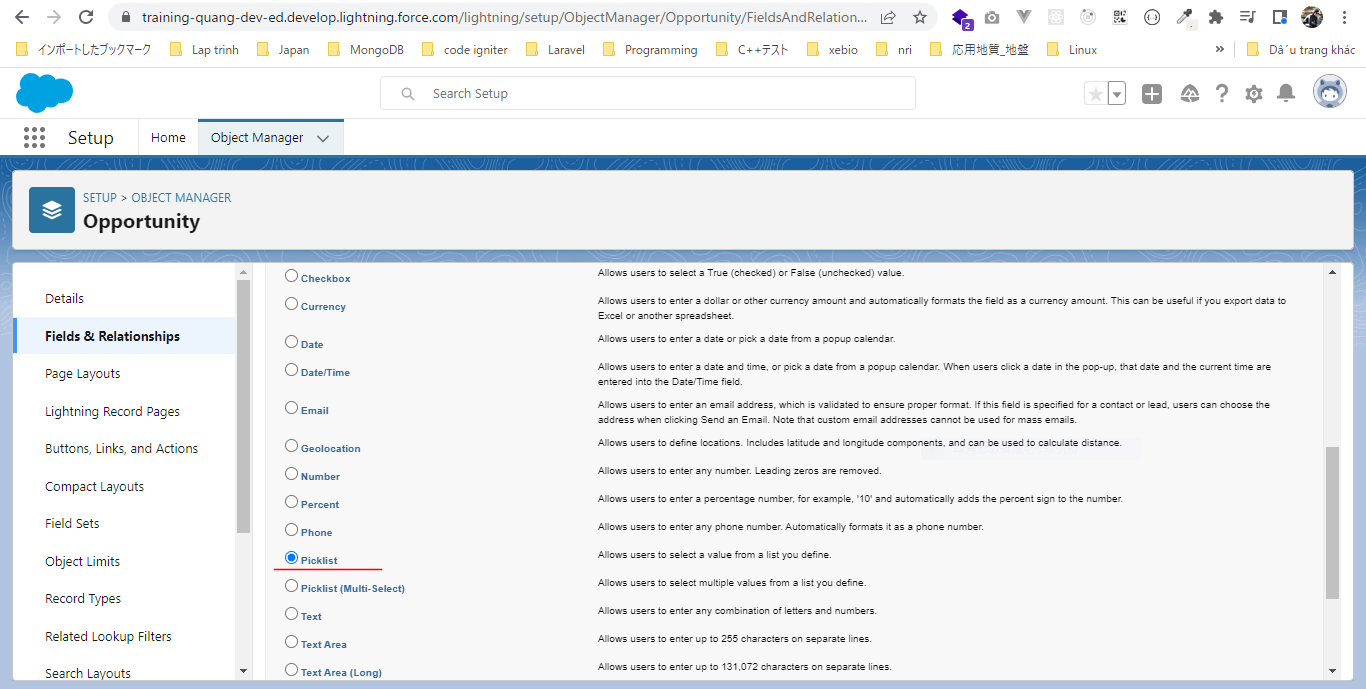 training-quang-dev-ed.develop.lightning.force.com/lightning/setup/ObjectManager/Opportunity/FieldsAndRelation...
2
インポートしたブックマーク Lap trinh Japan MongoDB code igniter Laravel Programming C++テスト xebio nri 応用地質_地盤 Linux » Dấu trang khác
Search Setup
Setup Home Object Manager
SETUP > OBJECT MANAGER
Opportunity
Details
Fields & Relationships
Page Layouts
Lightning Record Pages
Buttons, Links, and Actions
Compact Layouts
Field Sets
Object Limits
Record Types
Related Lookup Filters
Search Layouts
Checkbox Allows users to select a True (checked) or False (unchecked) value.
Currency Allows users to enter a dollar or other currency amount and automatically formats the field as a currency amount. This can be useful if you export data to
Excel or another spreadsheet.
Date Allows users to enter a date or pick a date from a popup calendar.
Date/Time Allows users to enter a date and time, or pick a date from a popup calendar. When users click a date in the pop-up, that date and the current time are
entered into the Date/Time field.
Email Allows users to enter an email address, which is validated to ensure proper format. If this field is specified for a contact or lead, users can choose the
address when clicking Send an Email. Note that custom email addresses cannot be used for mass emails.
Geolocation Allows users to define locations. Includes latitude and longitude components, and can be used to calculate distance.
Number Allows users to enter any number. Leading zeros are removed.
Percent Allows users to enter a percentage number, for example, '10' and automatically adds the percent sign to the number.
Phone Allows users to enter any phone number. Automatically formats it as a phone number.
Picklist Allows users to select a value from a list you define.
Picklist (Multi-Select) Allows users to select multiple values from a list you define.
Text Allows users to enter any combination of letters and numbers.
Text Area Allows users to enter up to 255 characters on separate lines.
Text Area (Long) Allows users to enter up to 131,072 characters on separate lines.